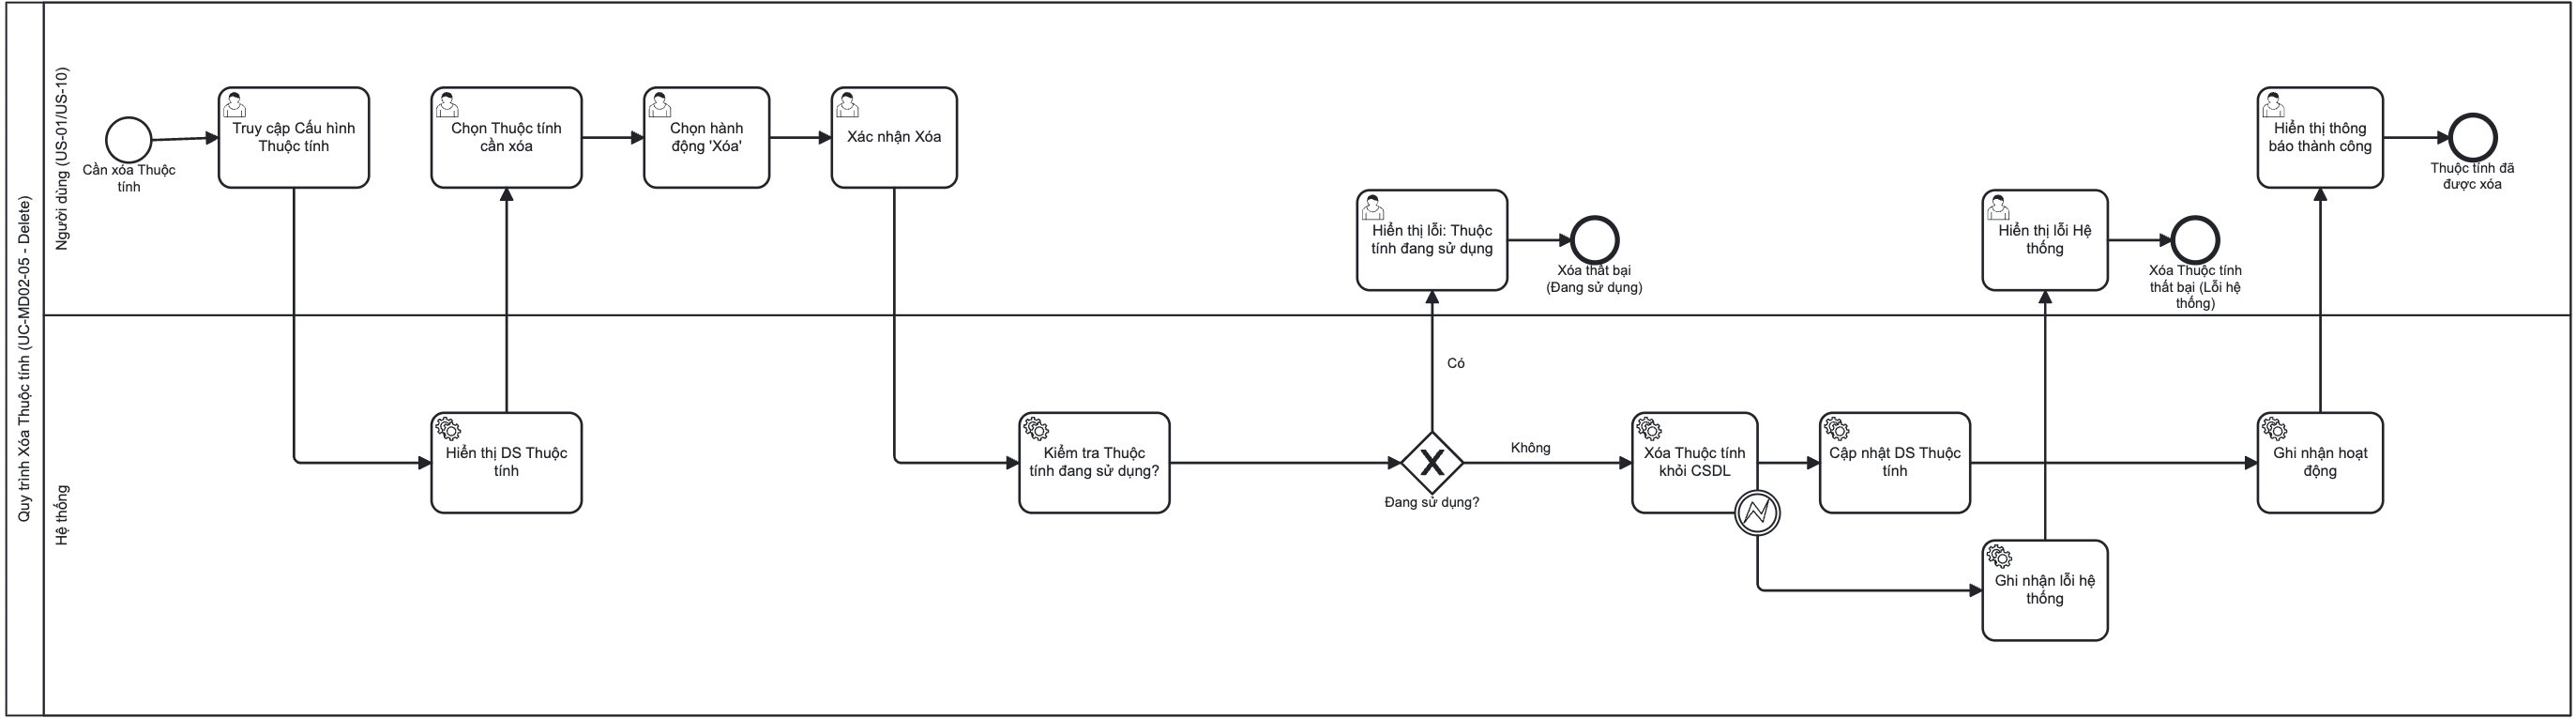 Quy trình Xóa Thuộc tính (UC-MD02-05 - Delete)
Người dùng (US-01/US-10)
Cần xóa Thuộc
tính
Truy cập Cấu hình
Thuộc tính
Chọn Thuộc tính
cần xóa
Chọn hành
động 'Xóa'
Xác nhận Xóa
Hiển thị lỗi: Thuộc
tính đang sử dụng
Xóa thất bại
(Đang sử dụng)
Hiển thị lỗi Hệ
thống
Xóa Thuộc tính
thất bại (Lỗi hệ
thống)
Hiển thị thông
báo thành công
Thuộc tính đã
được xóa
Hệ thống
Hiển thị DS Thuộc
tính
Kiểm tra Thuộc
tính đang sử dụng?
Có
Đang sử dụng?
Không
Xóa Thuộc tính
khỏi CSDL
Cập nhật DS Thuộc
tính
Ghi nhận lỗi hệ
thống
Ghi nhận hoạt
động